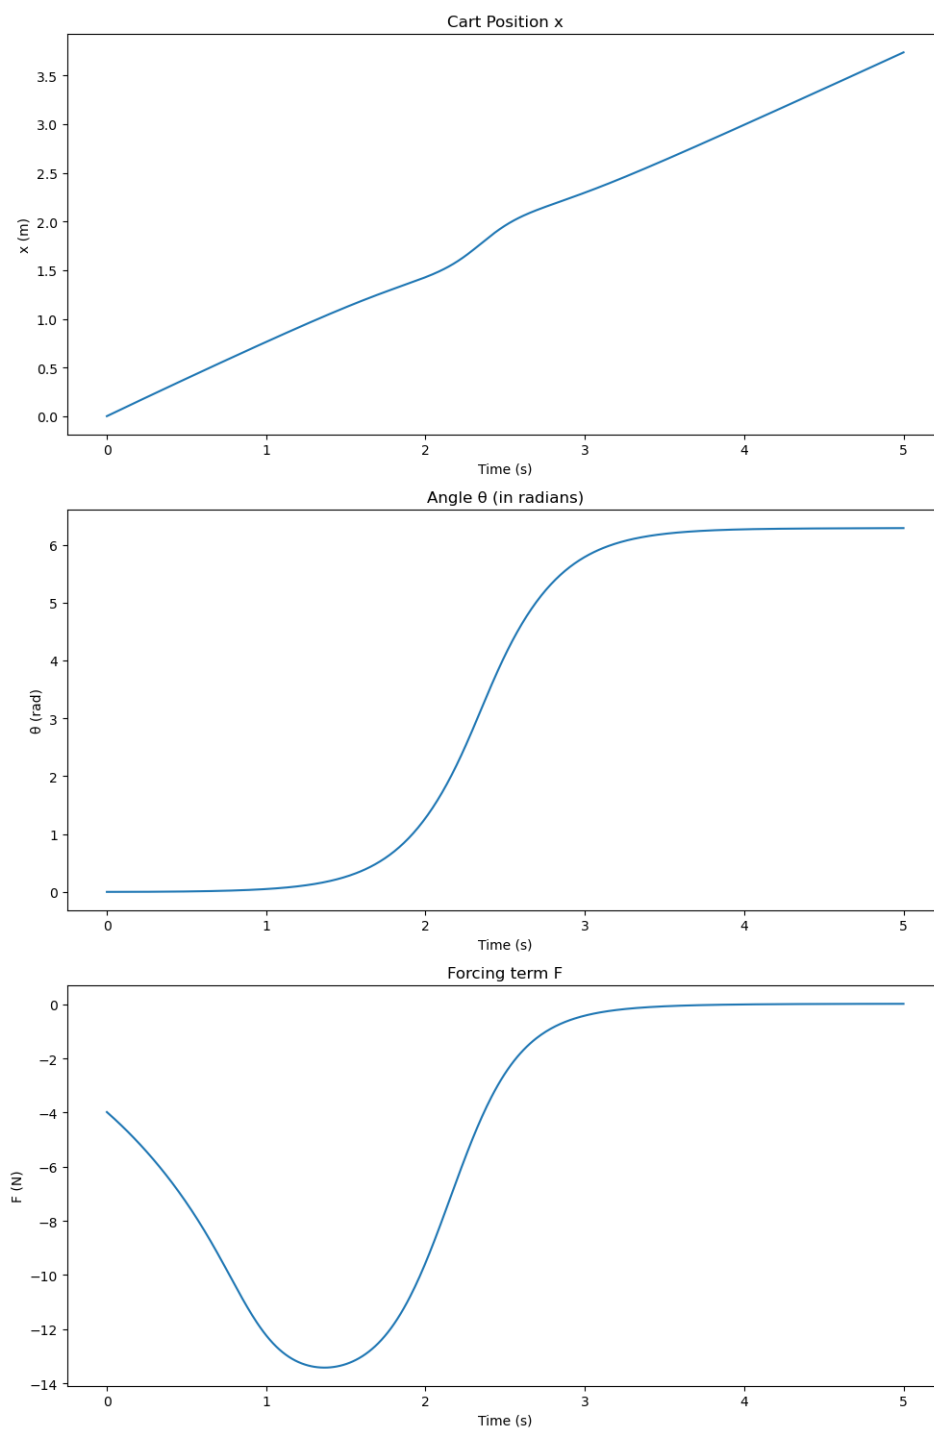 Cart Position x
3.5
3.0
2.5
2.0
1.5
1.0
0.5
0.0
x (m)
0 1 2 3 4 5
Time (s)
Angle θ (in radians)
6
5
4
3
2
1
0
θ (rad)
0 1 2 3 4 5
Time (s)
Forcing term F
0
−2
−4
−6
−8
−10
−12
−14
F (N)
0 1 2 3 4 5
Time (s)